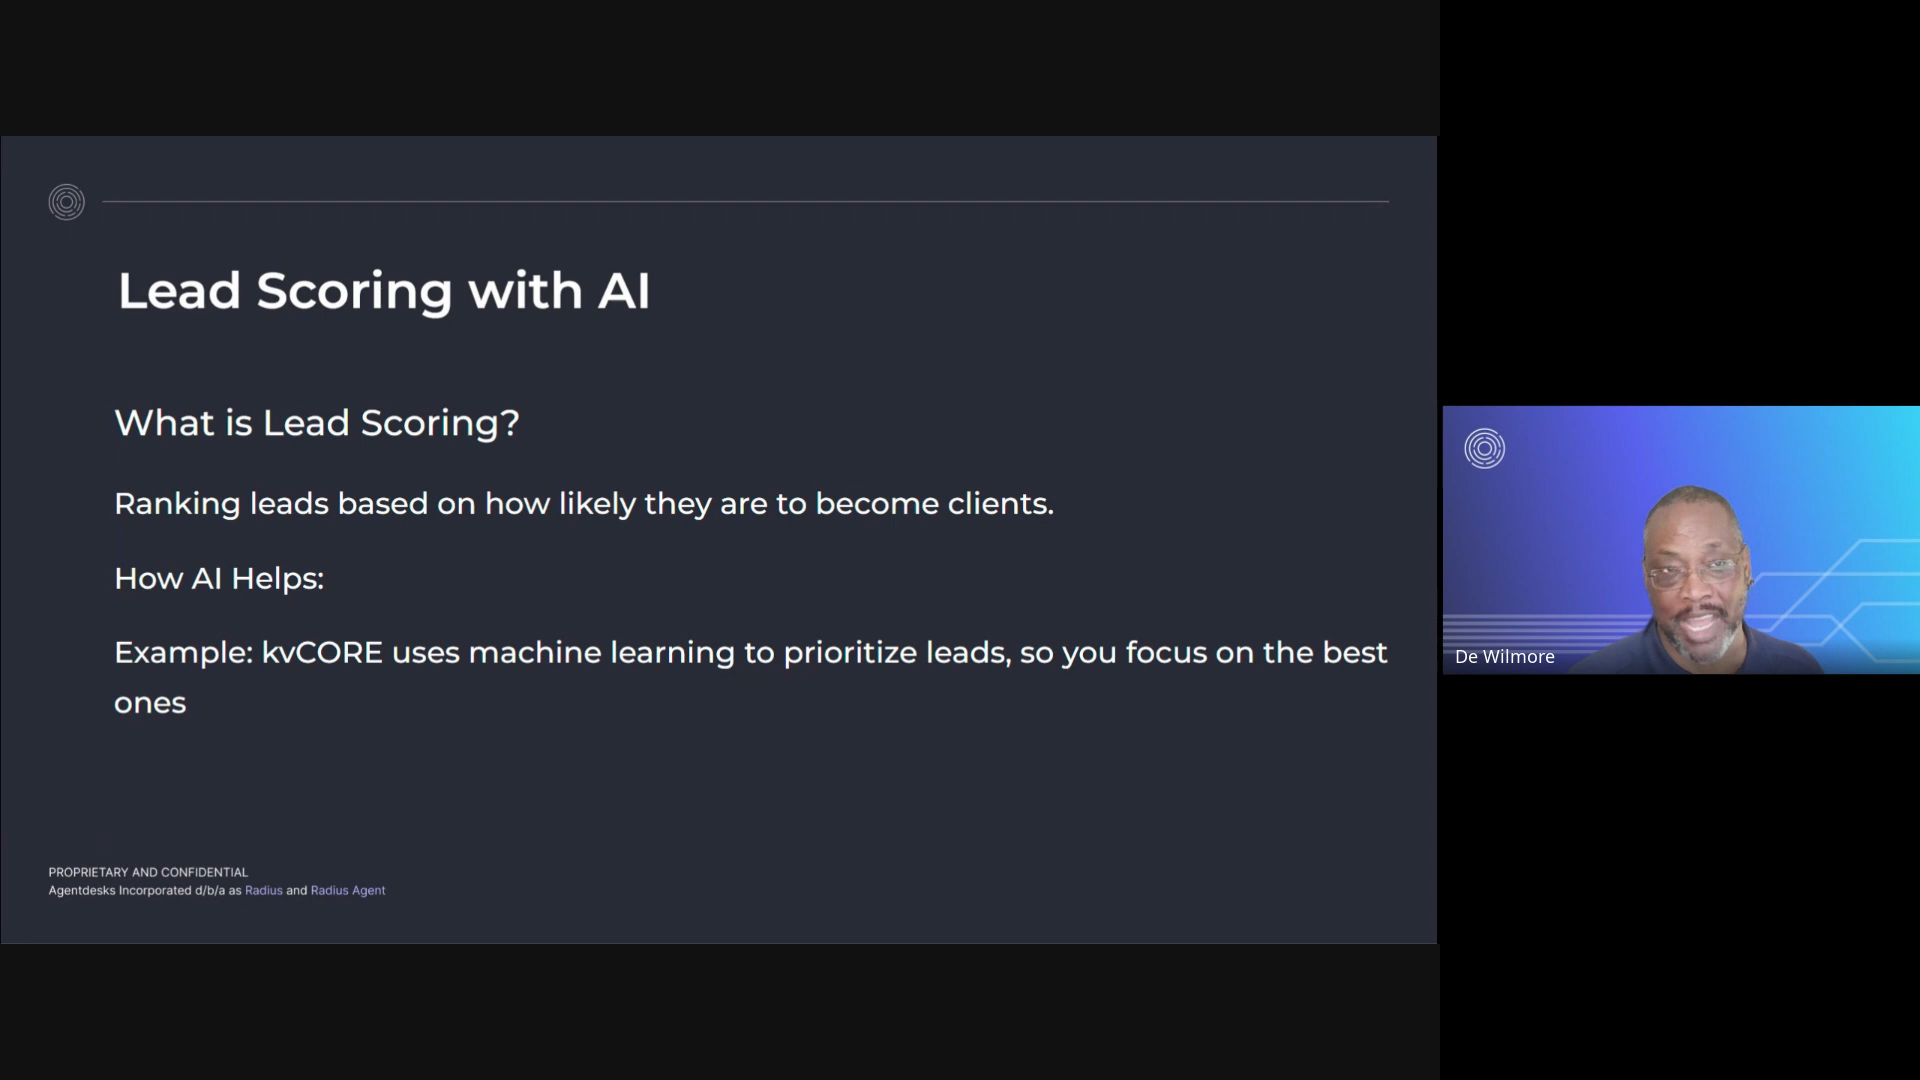 Lead Scoring with AI
What is Lead Scoring?
Ranking leads based on how likely they are to become clients.
How AI Helps:
Example: kvCORE uses machine learning to prioritize leads, so you focus on the best
ones
PROPRIETARY AND CONFIDENTIAL
Agentdesks Incorporated d/b/a as Radius and Radius Agent
De Wilmore